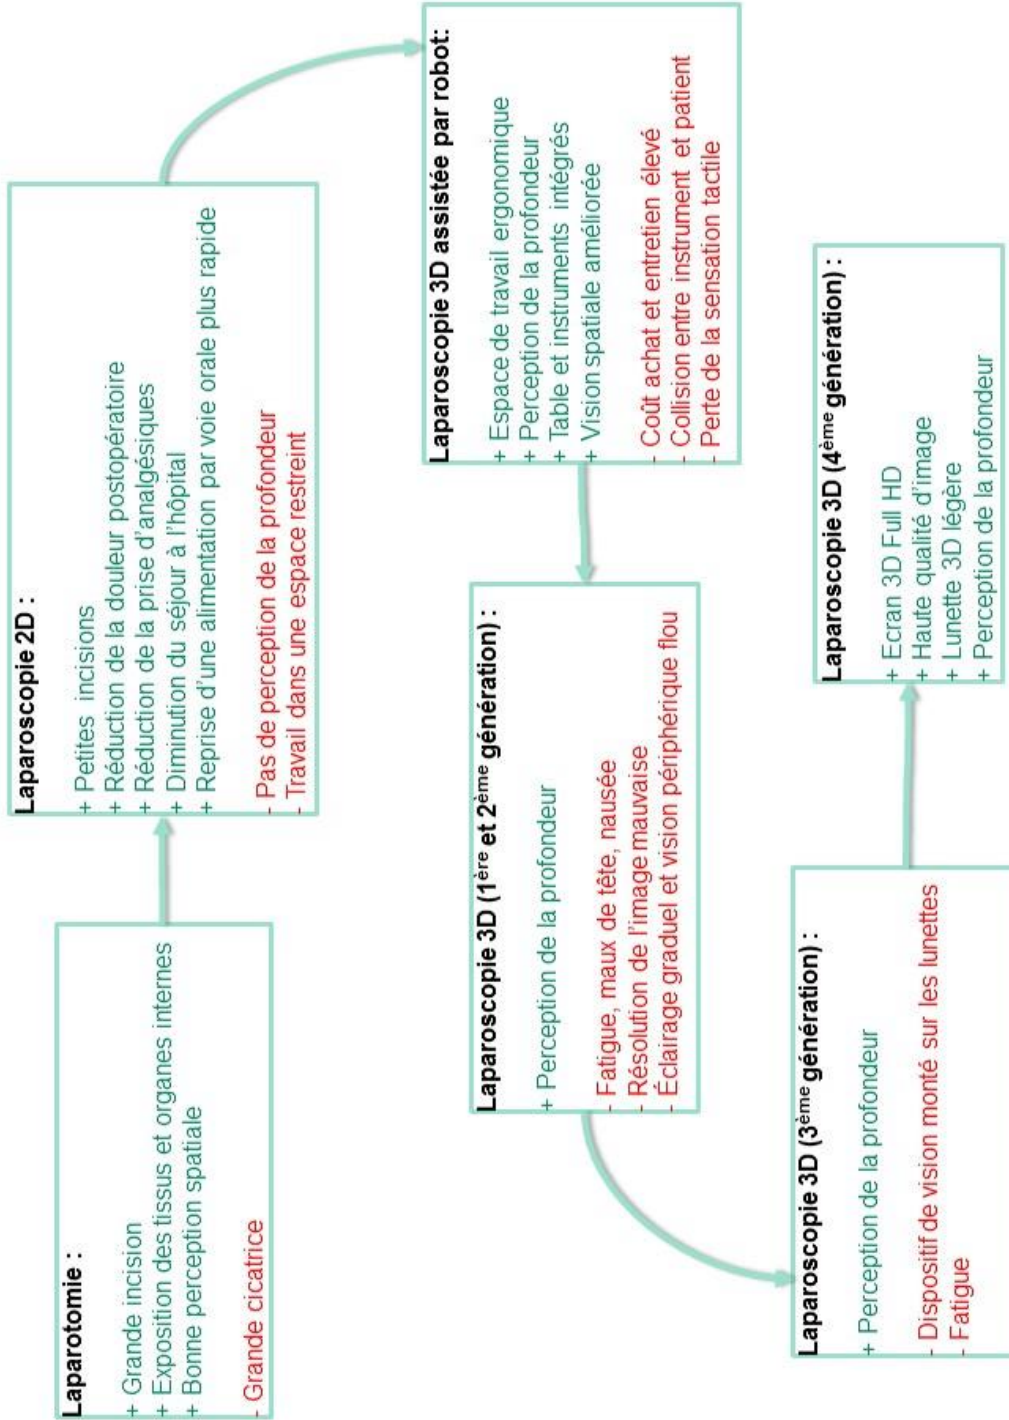 Laparotomie :
+ Grande incision
+ Exposition des tissus et organes internes
+ Bonne perception spatiale
- Grande cicatrice
Laparoscopie 2D :
+ Petites incisions
+ Réduction de la douleur postopératoire
+ Réduction de la prise d'analgésiques
+ Diminution du séjour à l'hôpital
+ Reprise d'une alimentation par voie orale plus rapide
- Pas de perception de la profondeur
- Travail dans une espace restreint
Laparoscopie 3D assistée par robot:
+ Espace de travail ergonomique
+ Perception de la profondeur
+ Table et instruments intégrés
+ Vision spatiale améliorée
- Coût achat et entretien élevé
- Collision entre instrument et patient
- Perte de la sensation tactile
Laparoscopie 3D (1ère et 2ème génération) :
+ Perception de la profondeur
- Fatigue, maux de tête, nausée
- Résolution de l'image mauvaise
- Éclairage graduel et vision périphérique flou
Laparoscopie 3D (3ème génération) :
+ Perception de la profondeur
- Dispositif de vision monté sur les lunettes
- Fatigue
Laparoscopie 3D (4ème génération) :
+ Ecran 3D Full HD
+ Haute qualité d'image
+ Lunette 3D légère
+ Perception de la profondeur